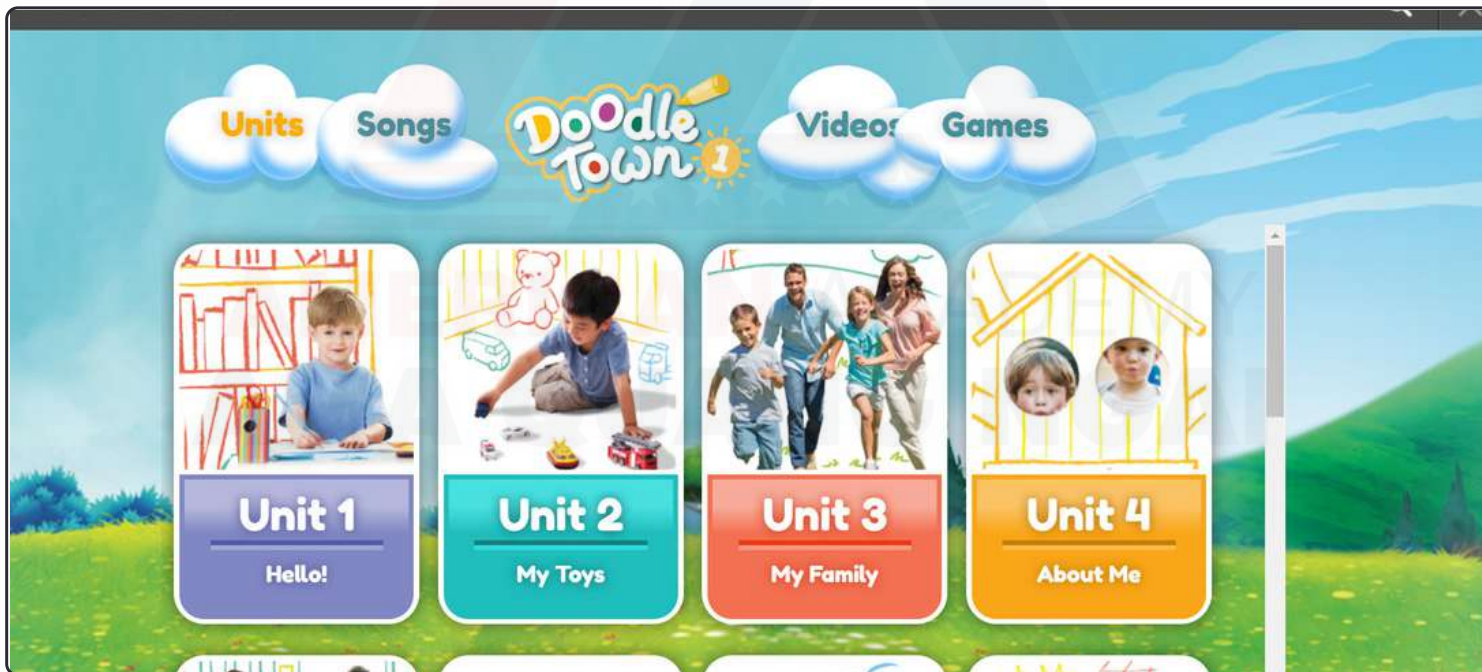 Units Songs Doodle Town 1 Videos Games
Unit 1
Hello!
Unit 2
My Toys
Unit 3
My Family
Unit 4
About Me